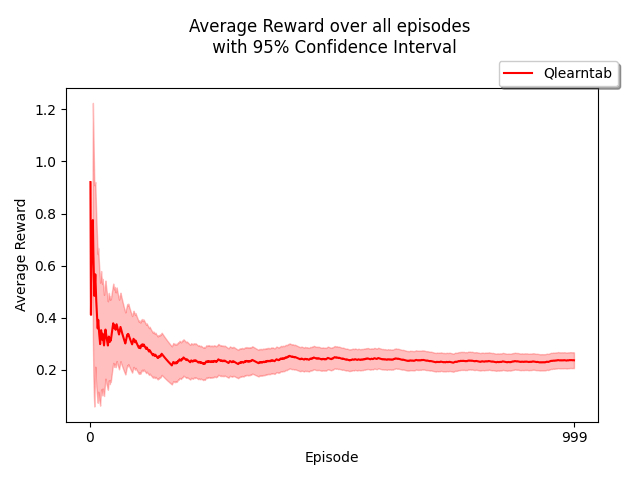 Average Reward over all episodes
with 95% Confidence Interval
Qlearntab
Average Reward
1.2
1.0
0.8
0.6
0.4
0.2
0
999
Episode